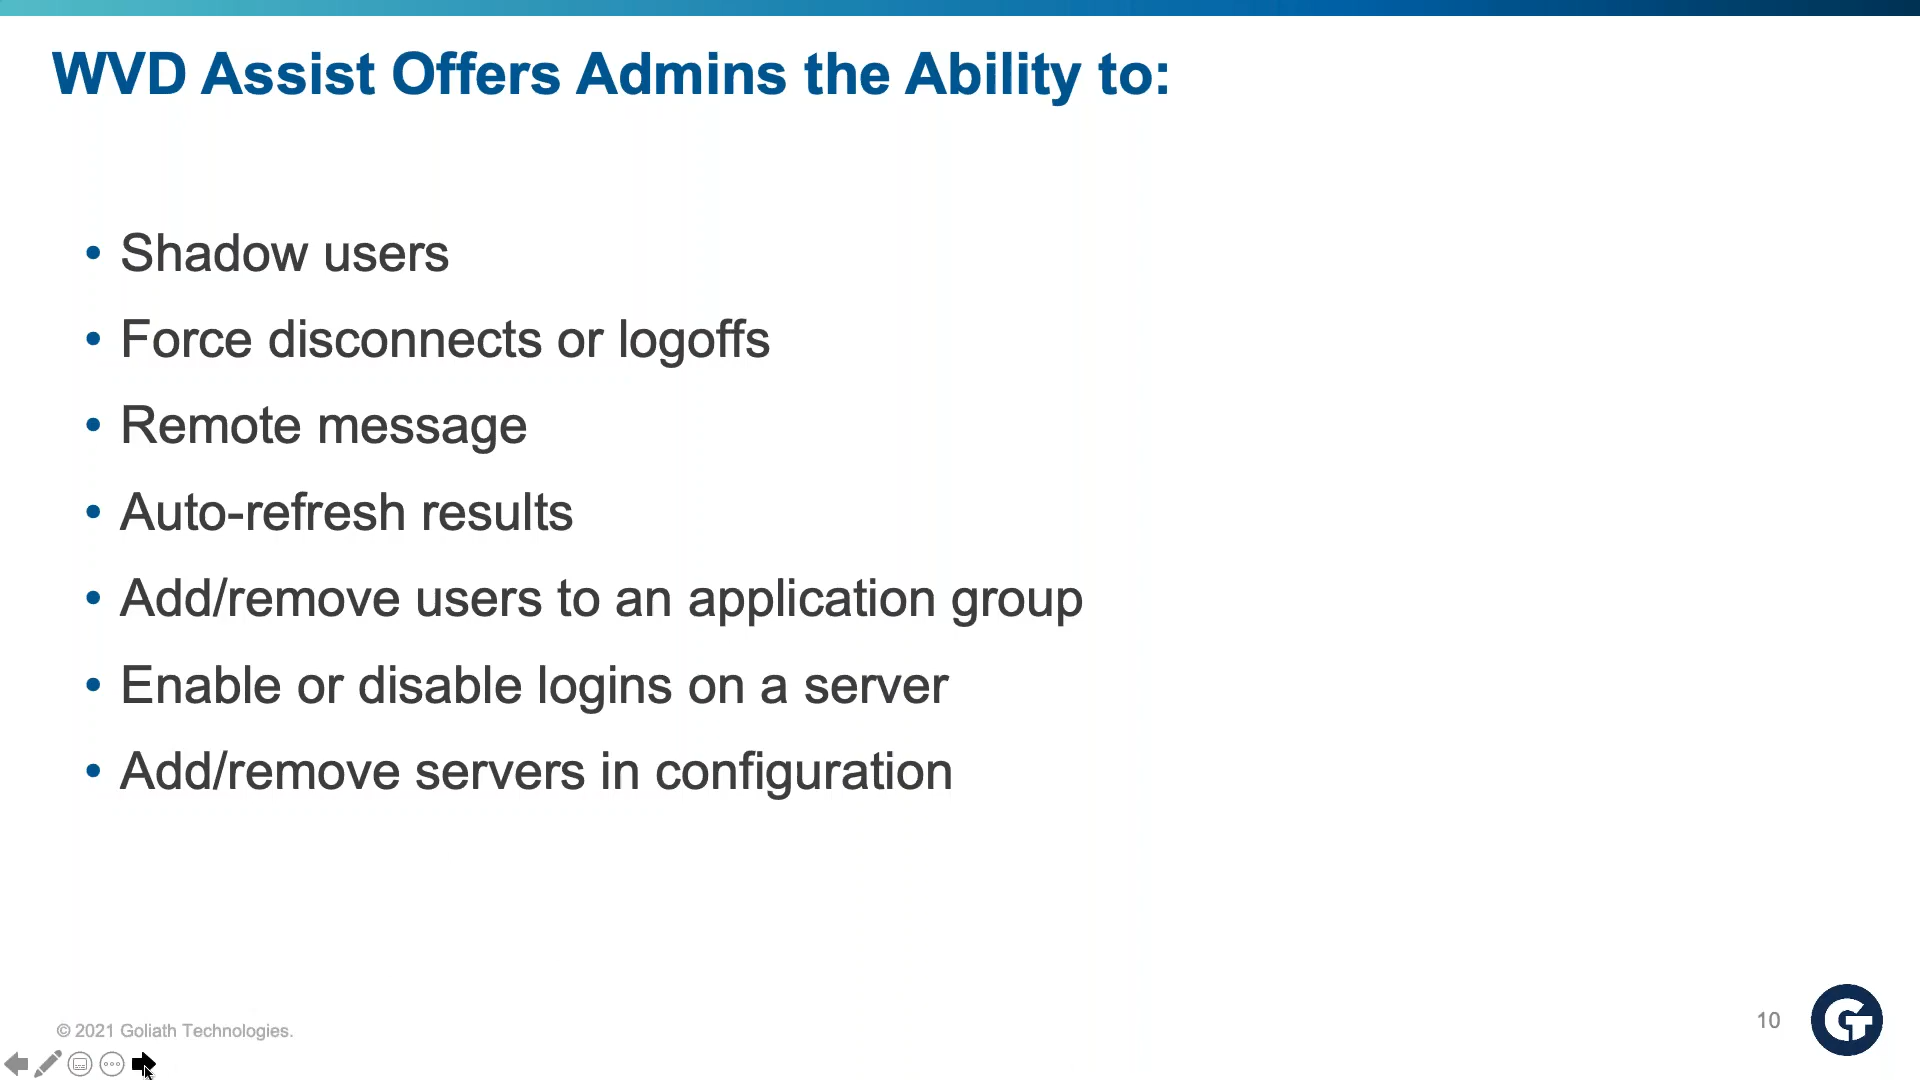 WVD Assist Offers Admins the Ability to:
• Shadow users
• Force disconnects or logoffs
• Remote message
• Auto-refresh results
• Add/remove users to an application group
• Enable or disable logins on a server
• Add/remove servers in configuration
© 2021 Goliath Technologies.
10